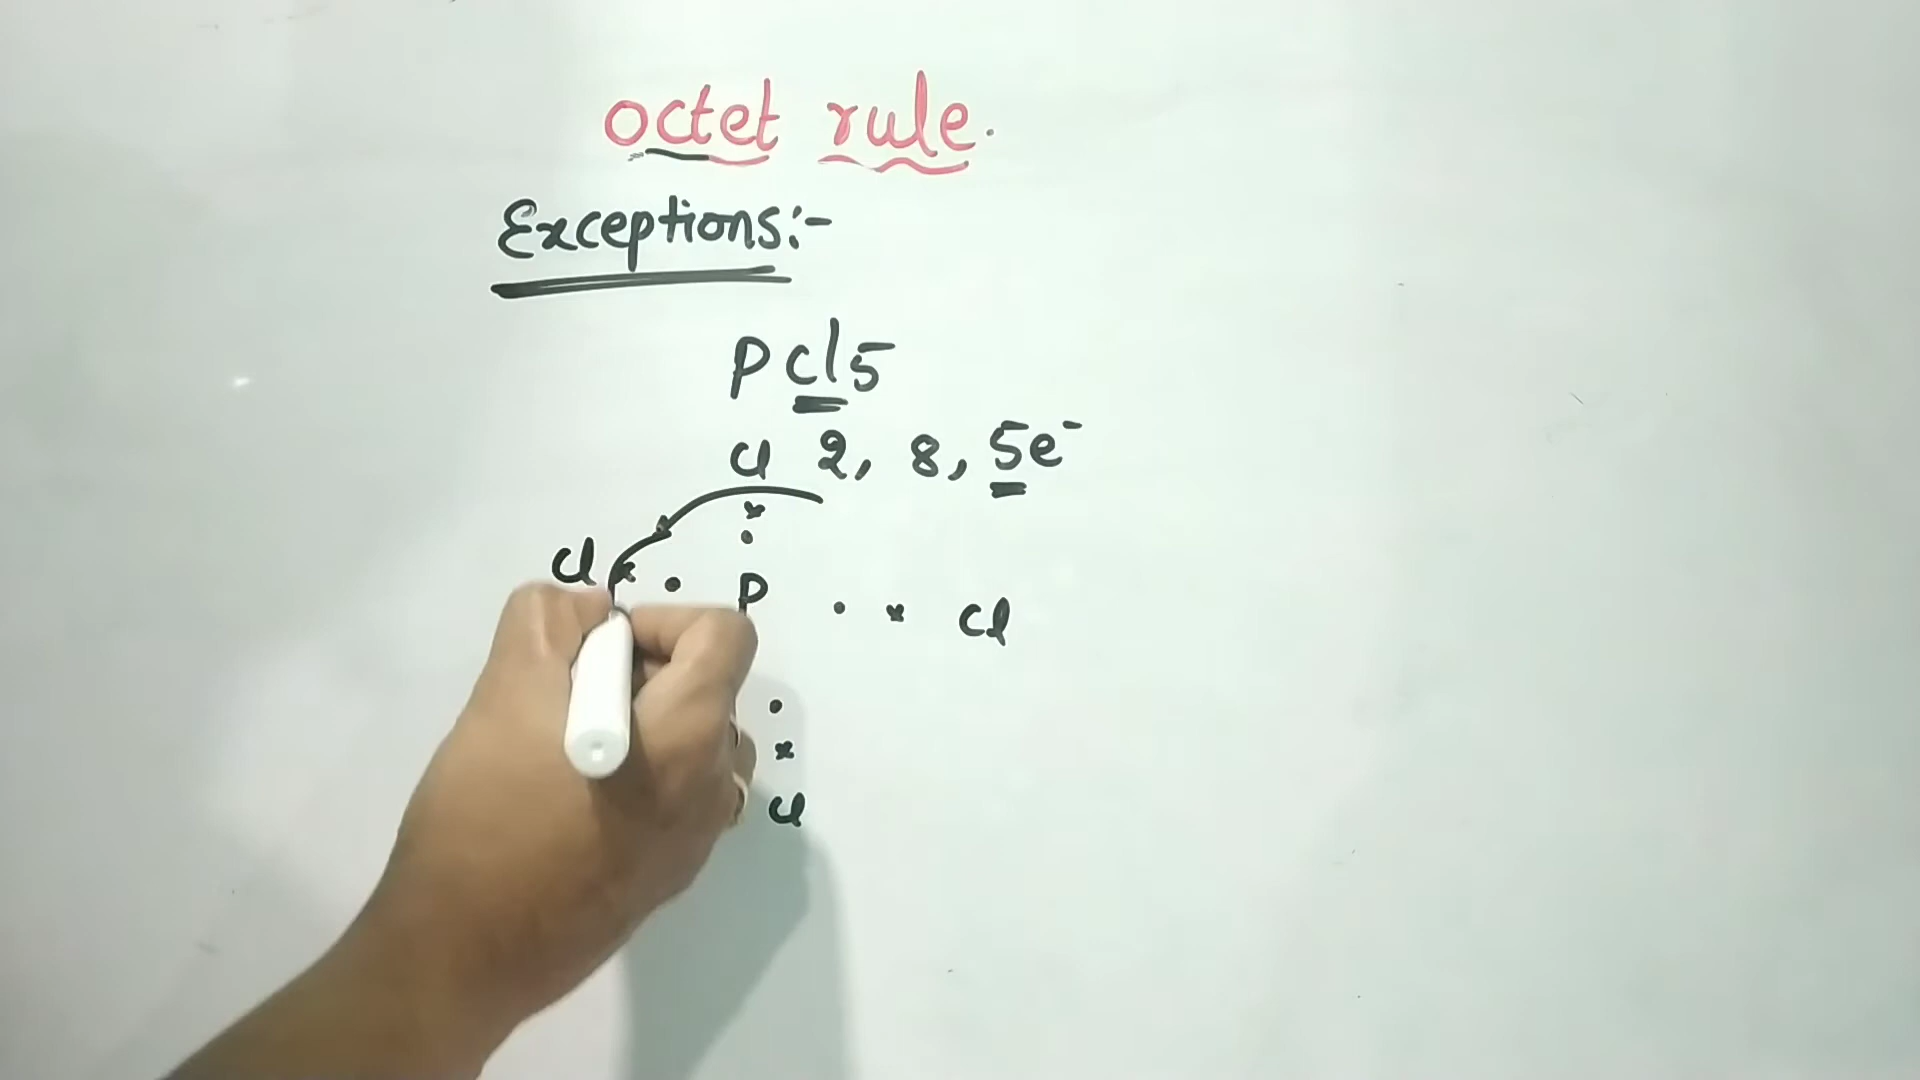 octet rule.
Exceptions:-
PCl5
Cl 2, 8, 5e-
x
.
Cl x . P . x Cl
.
x
Cl